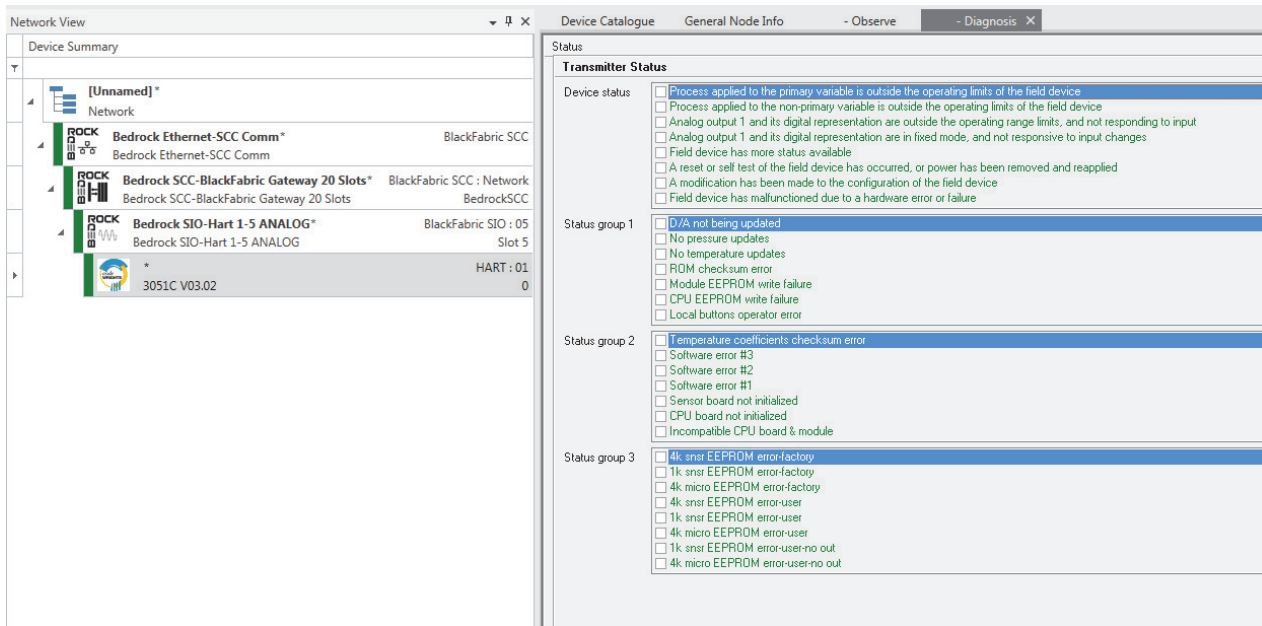 Network View
Device Summary
[Unnamed]*
Network
ROCK
BED
Bedrock Ethernet-SCC Comm*
BlackFabric SCC
Bedrock Ethernet-SCC Comm
ROCK
BED
Bedrock SCC-BlackFabric Gateway 20 Slots*
BlackFabric SCC : Network
Bedrock SCC-BlackFabric Gateway 20 Slots
BedrockSCC
ROCK
BED
Bedrock SIO-Hart 1-5 ANALOG*
BlackFabric SIO : 05
Bedrock SIO-Hart 1-5 ANALOG
Slot 5
*
HART : 01
3051C V03.02
0
Device Catalogue
General Node Info
- Observe
- Diagnosis
Status
Transmitter Status
Device status
Process applied to the primary variable is outside the operating limits of the field device
Process applied to the non-primary variable is outside the operating limits of the field device
Analog output 1 and its digital representation are outside the operating range limits, and not responding to input
Analog output 1 and its digital representation are in fixed mode, and not responsive to input changes
Field device has more status available
A reset or self test of the field device has occurred, or power has been removed and reapplied
A modification has been made to the configuration of the field device
Field device has malfunctioned due to a hardware error or failure
Status group 1
D/A not being updated
No pressure updates
No temperature updates
ROM checksum error
Module EEPROM write failure
CPU EEPROM write failure
Local buttons operator error
Status group 2
Temperature coefficients checksum error
Software error #3
Software error #2
Software error #1
Sensor board not initialized
CPU board not initialized
Incompatible CPU board & module
Status group 3
4k snsr EEPROM error-factory
1k snsr EEPROM error-factory
4k micro EEPROM error-factory
4k snsr EEPROM error-user
1k snsr EEPROM error-user
4k micro EEPROM error-user
1k snsr EEPROM error-user-no out
4k micro EEPROM error-user-no out